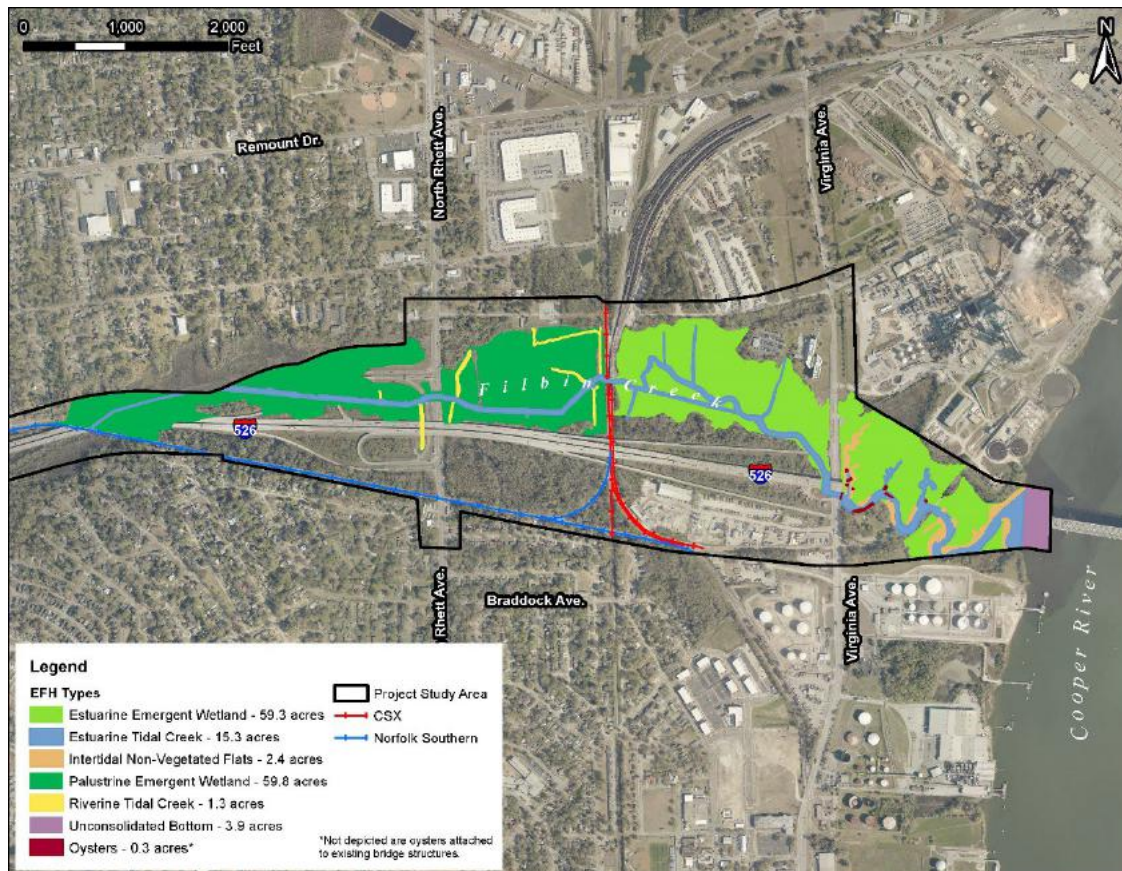 0 1,000 2,000
Feet
N
Remount Dr.
North Rhett Ave.
Virginia Ave.
Filbin Creek
526
526
Rhett Ave.
Braddock Ave.
Virginia Ave.
Cooper River
Legend
EFH Types
Estuarine Emergent Wetland - 59.3 acres
Estuarine Tidal Creek - 15.3 acres
Intertidal Non-Vegetated Flats - 2.4 acres
Palustrine Emergent Wetland - 59.8 acres
Riverine Tidal Creek - 1.3 acres
Unconsolidated Bottom - 3.9 acres
Oysters - 0.3 acres*
Project Study Area
CSX
Norfolk Southern
*Not depicted are oysters attached
to existing bridge structures.